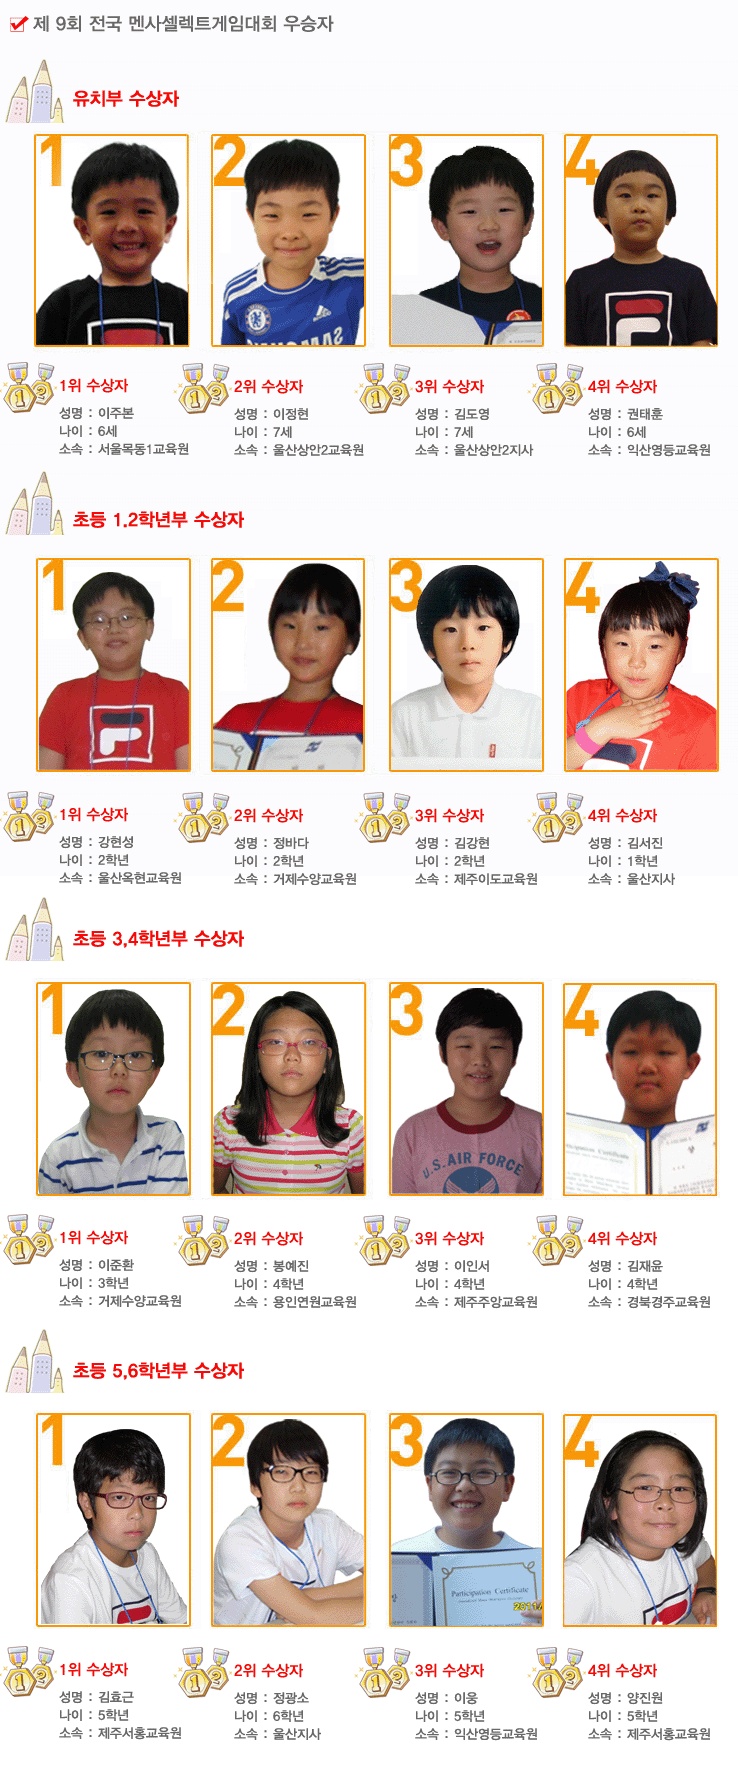 제 9회 전국 멘사셀렉트게임대회 우승자
유치부 수상자
1 2 3 4
SAMSUNG
1위 수상자 2위 수상자 3위 수상자 4위 수상자
성명 : 이주본 성명 : 이정현 성명 : 김도영 성명 : 권태훈
나이 : 6세 나이 : 7세 나이 : 7세 나이 : 6세
소속 : 서울목동1교육원 소속 : 울산상안2교육원 소속 : 울산상안2지사 소속 : 익산영등교육원
초등 1.2학년부 수상자
1 2 3 4
1위 수상자 2위 수상자 3위 수상자 4위 수상자
성명 : 강현성 성명 : 정바다 성명 : 김강현 성명 : 김서진
나이 : 2학년 나이 : 2학년 나이 : 2학년 나이 : 1학년
소속 : 울산옥현교육원 소속 : 거제수양교육원 소속 : 제주이도교육원 소속 : 울산지사
초등 3,4학년부 수상자
1 2 3 4
U.S. AIR FORCE
Participation Certificate
1위 수상자 2위 수상자 3위 수상자 4위 수상자
성명 : 이준환 성명 : 봉예진 성명 : 이인서 성명 : 김재윤
나이 : 3학년 나이 : 4학년 나이 : 4학년 나이 : 4학년
소속 : 거제수양교육원 소속 : 용인연원교육원 소속 : 제주주앙교육원 소속 : 경북경주교육원
초등 5,6학년부 수상자
1 2 3 4
Participation Certificate
2011/
1위 수상자 2위 수상자 3위 수상자 4위 수상자
성명 : 김효근 성명 : 정광소 성명 : 이웅 성명 : 양진원
나이 : 5학년 나이 : 6학년 나이 : 5학년 나이 : 5학년
소속 : 제주서홍교육원 소속 : 울산지사 소속 : 익산영등교육원 소속 : 제주서홍교육원